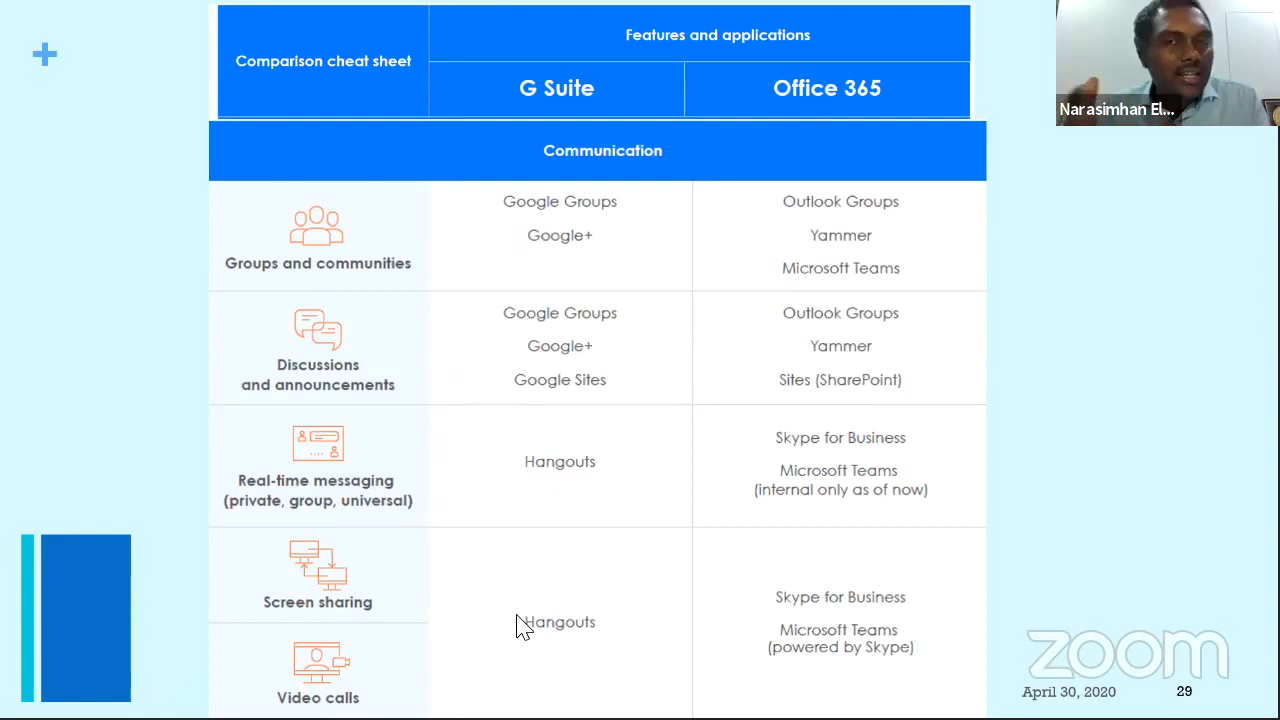 Comparison cheat sheet
Features and applications
G Suite
Office 365
Communication
Groups and communities
Google Groups
Google+
Outlook Groups
Yammer
Microsoft Teams
Discussions
and announcements
Google Groups
Google+
Google Sites
Outlook Groups
Yammer
Sites (SharePoint)
Real-time messaging
(private, group, universal)
Hangouts
Skype for Business
Microsoft Teams
(internal only as of now)
Screen sharing
Video calls
Hangouts
Skype for Business
Microsoft Teams
(powered by Skype)
Narasimhan El...
zoom
April 30, 2020
29